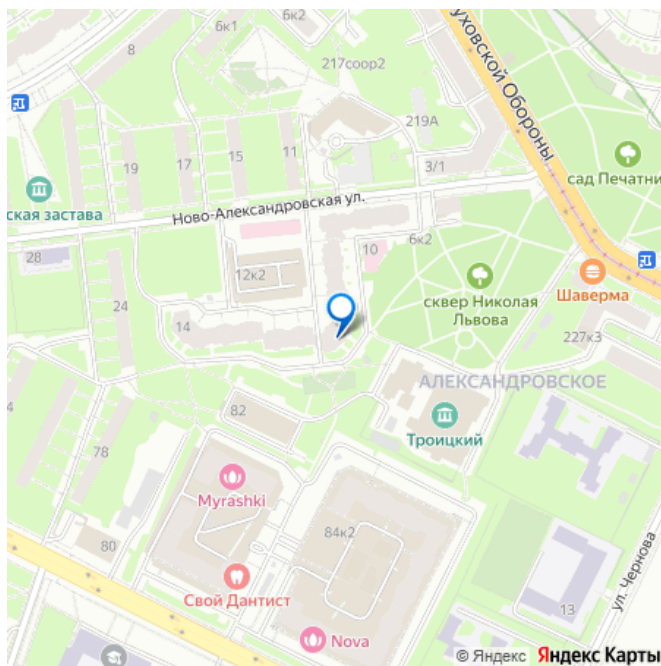 6к1
6к2
8
217соор2
уховской Обороны
219А
19
17
15
11
3/1
сад Печатни
ская застава
Ново-Александровская ул.
28
10
6к2
12к2
сквер Николая
Львова
Шаверма
24
14
227к3
АЛЕКСАНДРОВСКОЕ
82
Троицкий
4
78
Myrashki
84к2
80
Свой Дантист
13
ул. Чернова
Nova
© Яндекс Яндекс Карты